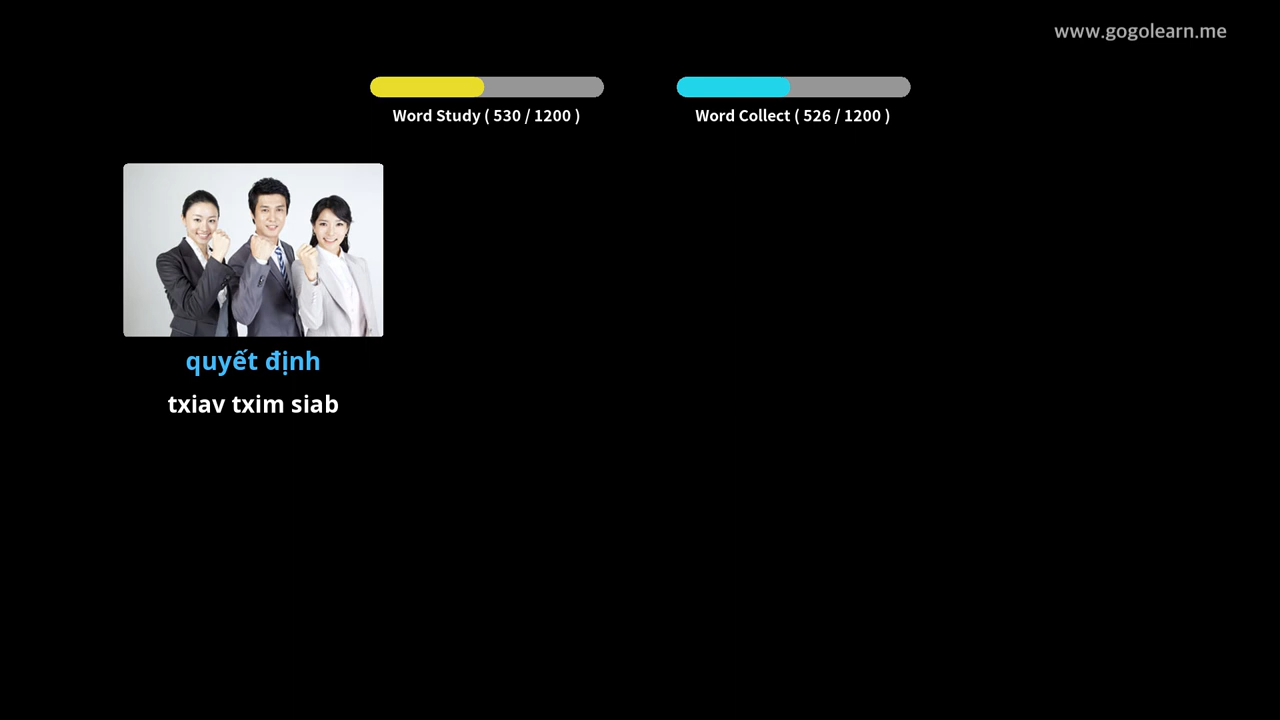 www.gogolearn.me
Word Study ( 530 / 1200 )
Word Collect ( 526 / 1200 )
quyết định
txiav txim siab